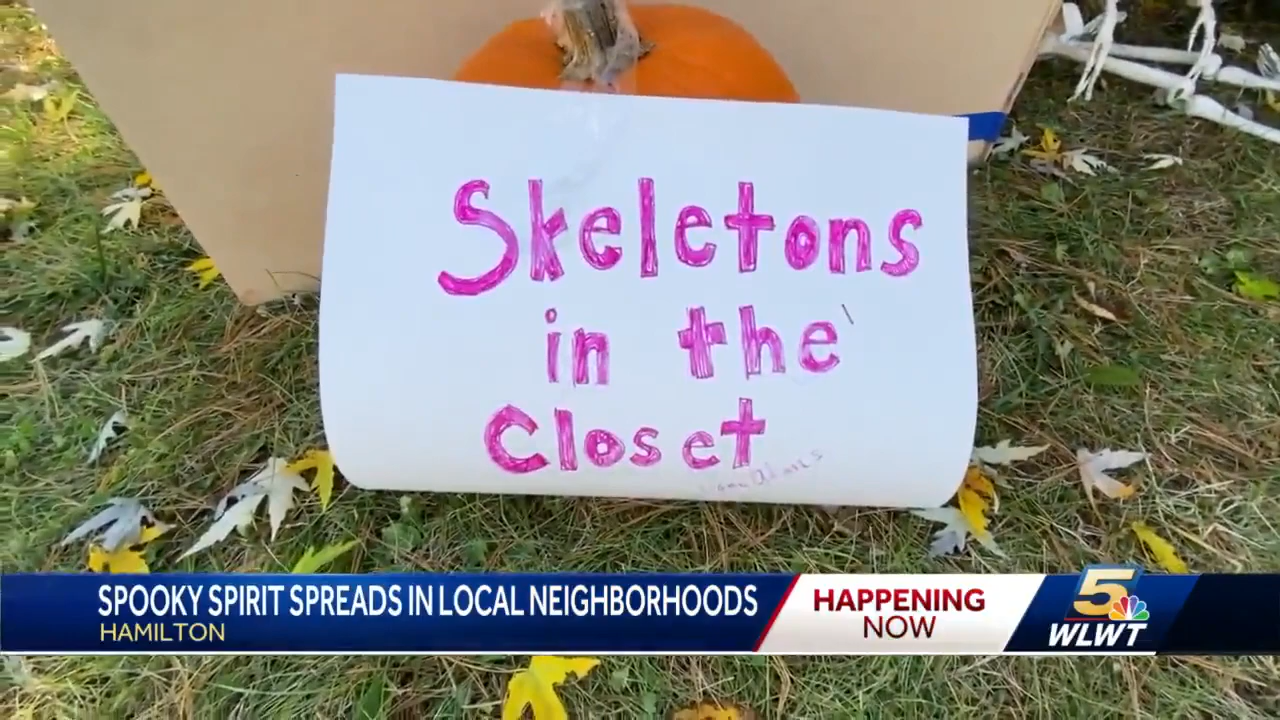 Skeletons
in the
Closet
SPOOKY SPIRIT SPREADS IN LOCAL NEIGHBORHOODS
HAMILTON
HAPPENING
NOW
5
WLWT